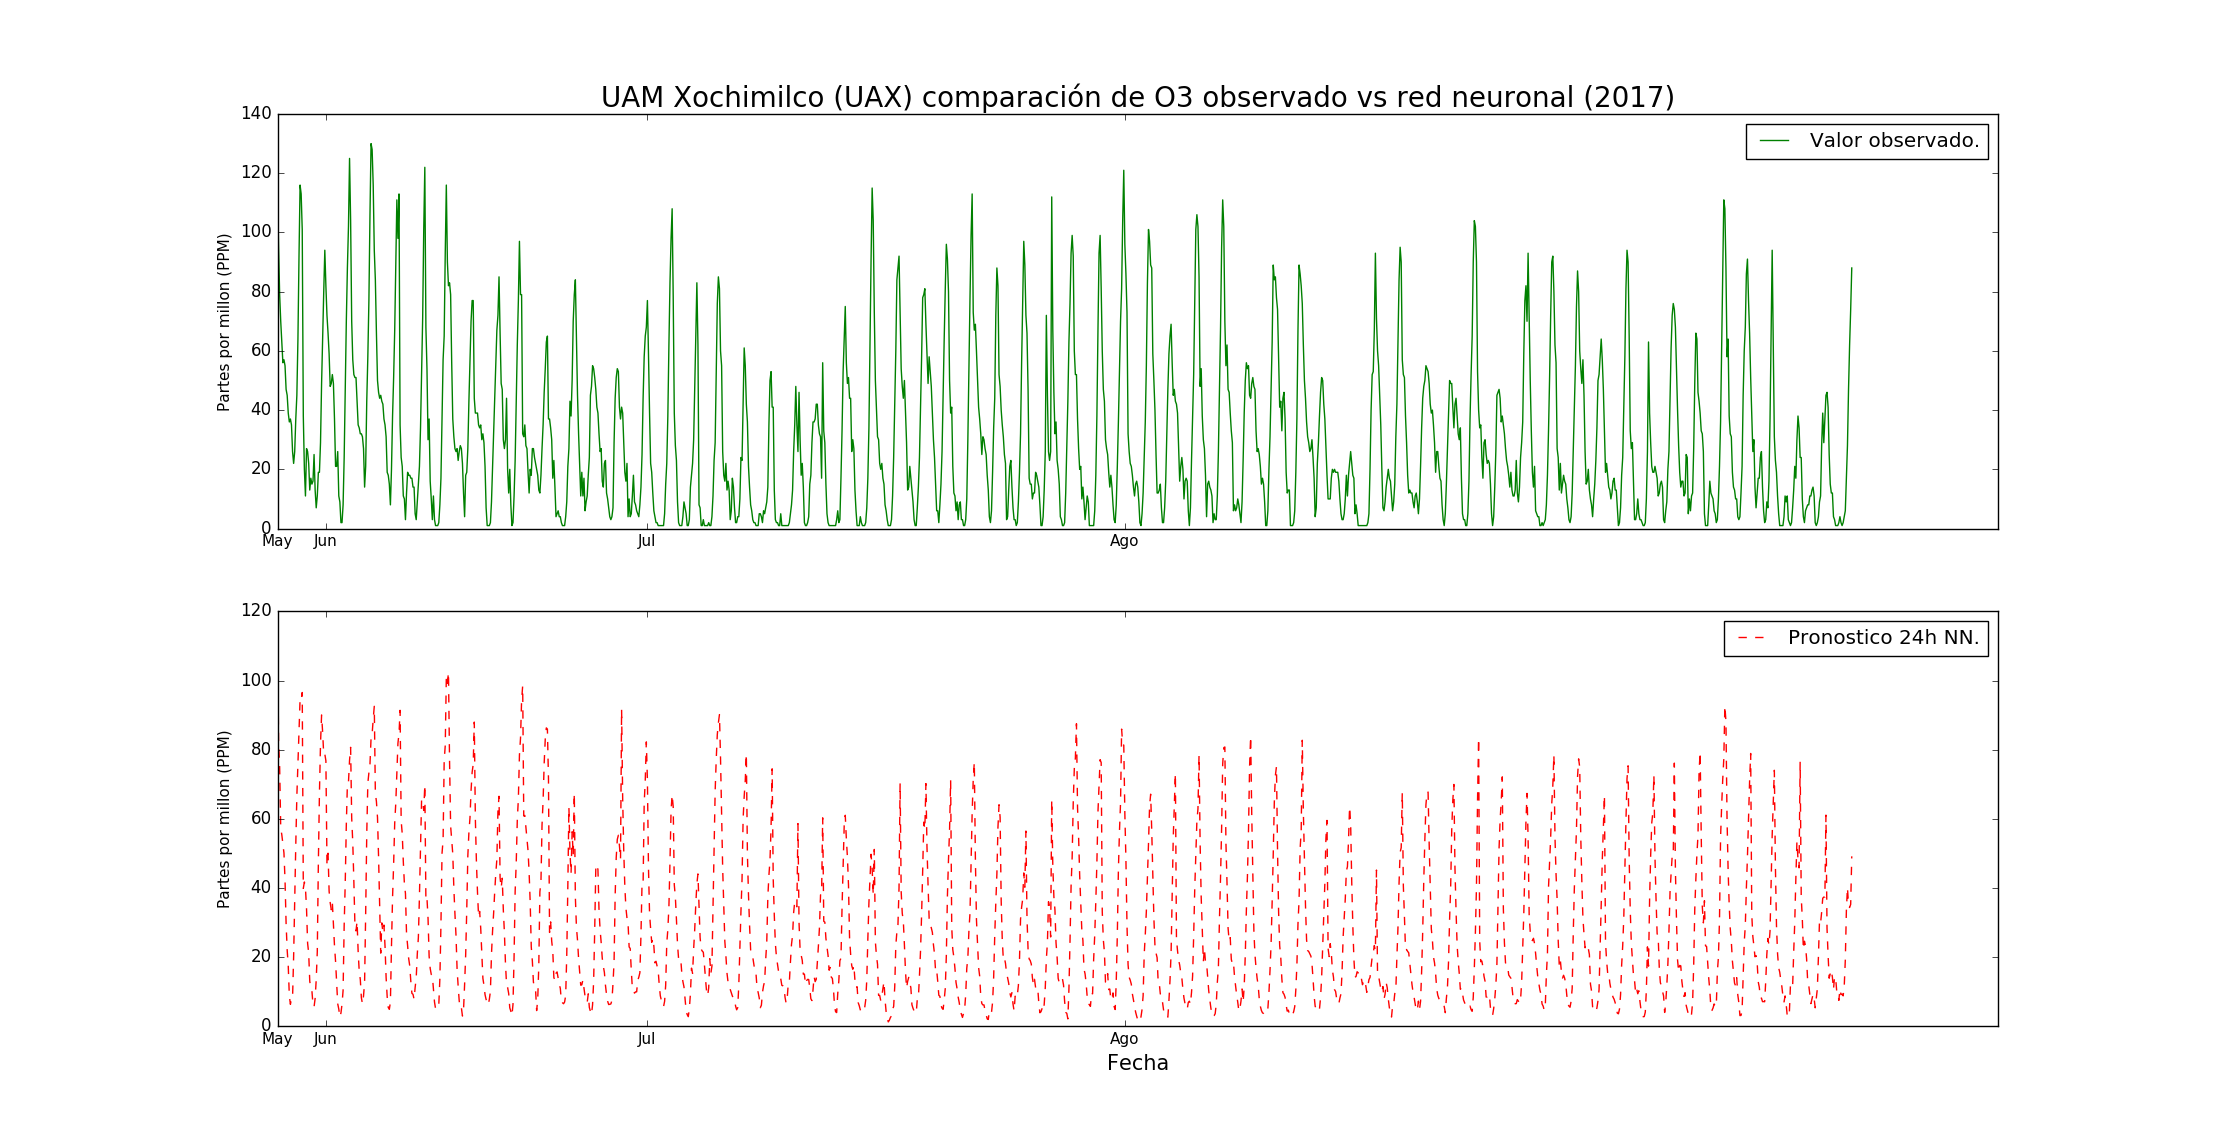 UAM Xochimilco (UAX) comparación de O3 observado vs red neuronal (2017)
140
120
100
80
60
40
20
0
Partes por millon (PPM)
Valor observado.
May Jun Jul Ago
120
100
80
60
40
20
0
Partes por millon (PPM)
Pronostico 24h NN.
May Jun Jul Ago
Fecha